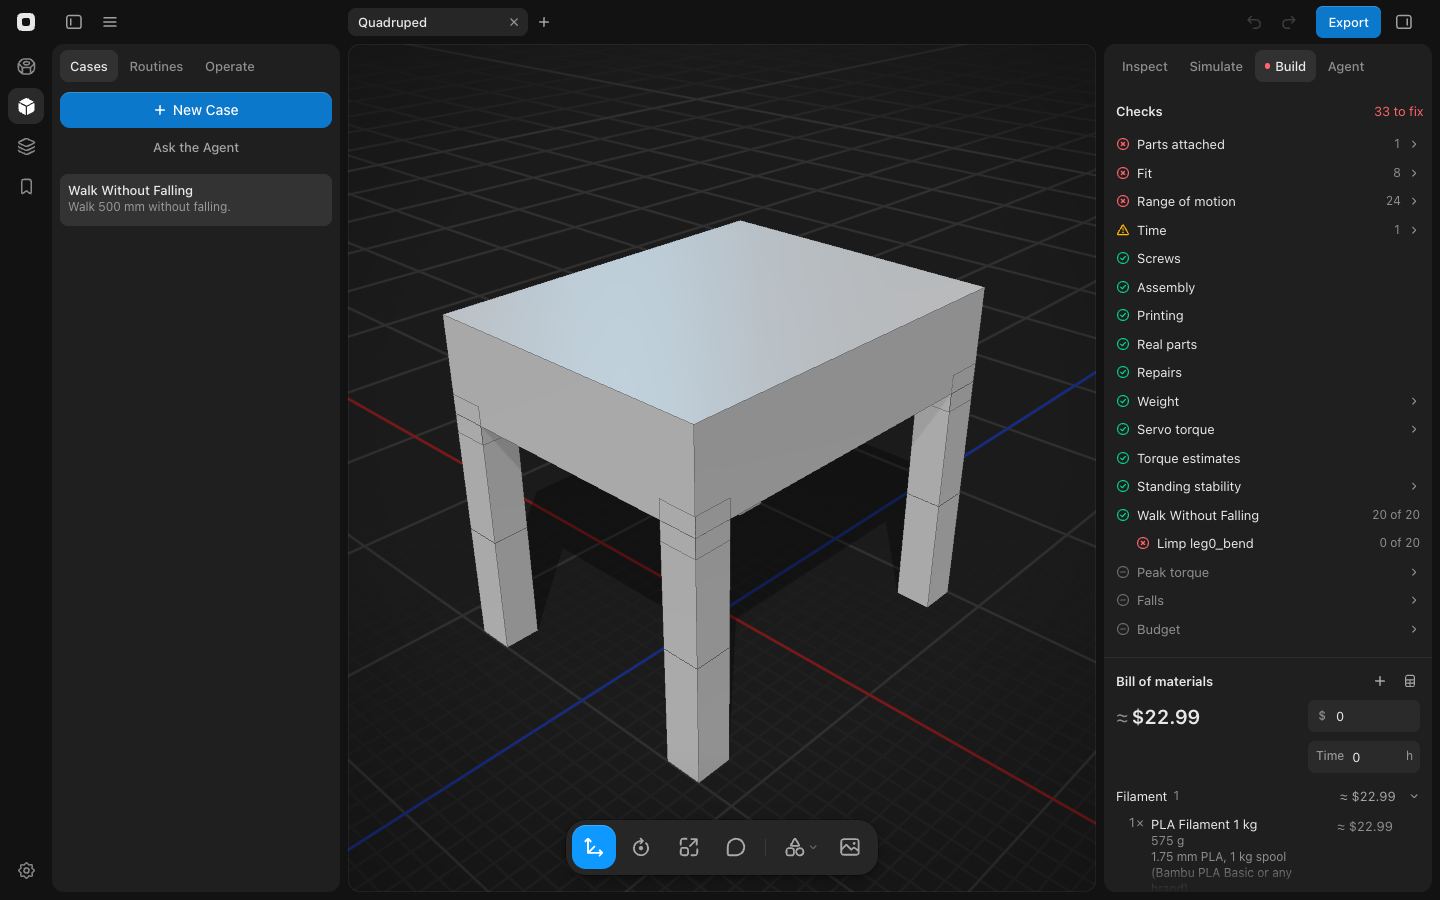 Quadruped
Export
Cases
Routines
Operate
New Case
Ask the Agent
Walk Without Falling
Walk 500 mm without falling.
Inspect
Simulate
Build
Agent
Checks
33 to fix
Parts attached
1
Fit
8
Range of motion
24
Time
1
Screws
Assembly
Printing
Real parts
Repairs
Weight
Servo torque
Torque estimates
Standing stability
Walk Without Falling
20 of 20
Limp leg0_bend
0 of 20
Peak torque
Falls
Budget
Bill of materials
≈ $22.99
$ 0
Time 0 h
Filament 1
≈ $22.99
1× PLA Filament 1 kg
≈ $22.99
575 g
1.75 mm PLA, 1 kg spool
(Bambu PLA Basic or any
brand)